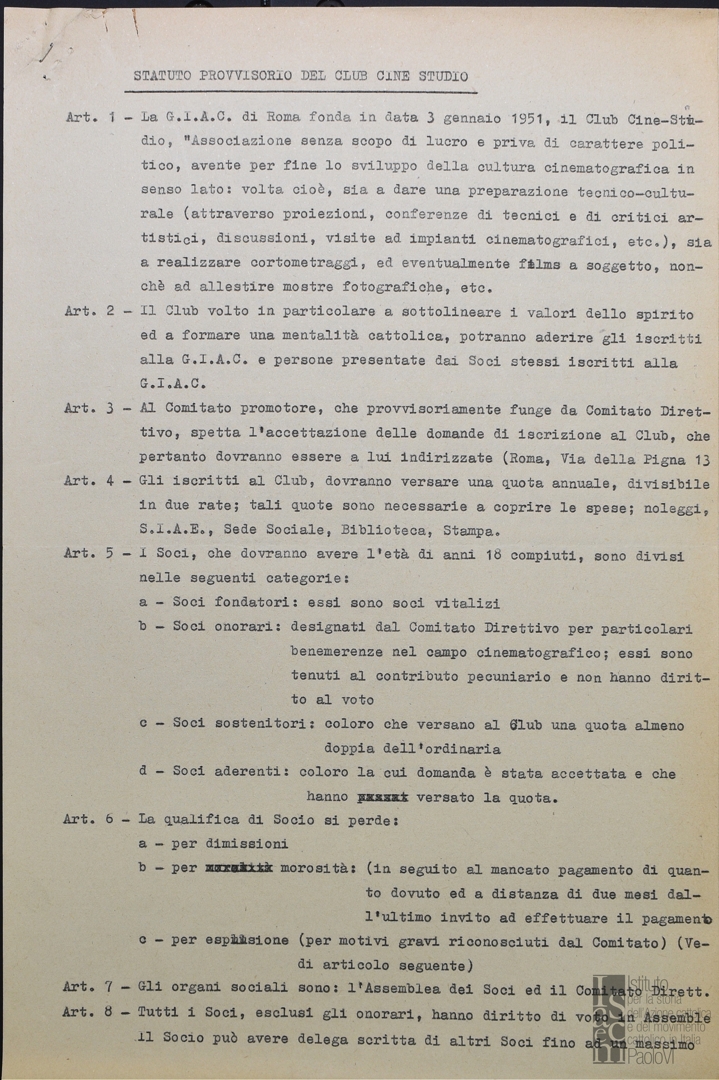 STATUTO PROVVISORIO DEL CLUB CINE STUDIO
Art. 1 - La G.I.A.C. di Roma fonda in data 3 gennaio 1951, il Club Cine-Stu-
dio, "Associazione senza scopo di lucro e priva di carattere poli-
tico, avente per fine lo sviluppo della cultura cinematografica in
senso lato: volta cioè, sia a dare una preparazione tecnico-cultu-
rale (attraverso proiezioni, conferenze di tecnici e di critici ar-
tistici, discussioni, visite ad impianti cinematografici, etc.), sia
a realizzare cortometraggi, ed eventualmente films a soggetto, non-
chè ad allestire mostre fotografiche, etc.
Art. 2 - Il Club volto in particolare a sottolineare i valori dello spirito
ed a formare una mentalità cattolica, potranno aderire gli iscritti
alla G.I.A.C. e persone presentate dai Soci stessi iscritti alla
G.I.A.C.
Art. 3 - Al Comitato promotore, che provvisoriamente funge da Comitato Diret-
tivo, spetta l'accettazione delle domande di iscrizione al Club, che
pertanto dovranno essere a lui indirizzate (Roma, Via della Pigna 13
Art. 4 - Gli iscritti al Club, dovranno versare una quota annuale, divisibile
in due rate; tali quote sono necessarie a coprire le spese; noleggi,
S.I.A.E., Sede Sociale, Biblioteca, Stampa.
Art. 5 - I Soci, che dovranno avere l'età di anni 18 compiuti, sono divisi
nelle seguenti categorie:
a - Soci fondatori: essi sono soci vitalizi
b - Soci onorari: designati dal Comitato Direttivo per particolari
benemerenze nel campo cinematografico; essi sono
tenuti al contributo pecuniario e non hanno dirit-
to al voto
c - Soci sostenitori: coloro che versano al Club una quota almeno
doppia dell'ordinaria
d - Soci aderenti: coloro la cui domanda è stata accettata e che
hanno versato la quota.
Art. 6 - La qualifica di Socio si perde:
a - per dimissioni
b - per morosità: (in seguito al mancato pagamento di quan-
to dovuto ed a distanza di due mesi dal-
l'ultimo invito ad effettuare il pagamento
c - per espulsione (per motivi gravi riconosciuti dal Comitato) (Ve-
di articolo seguente)
Art. 7 - Gli organi sociali sono: l'Assemblea dei Soci ed il Comitato Dirett.
Art. 8 - Tutti i Soci, esclusi gli onorari, hanno diritto di voto in Assemble
Il Socio può avere delega scritta di altri Soci fino ad un massimo
Istituto
per la storia
dell'Azione cattolica
e del movimento
cattolico in Italia
Paolo VI